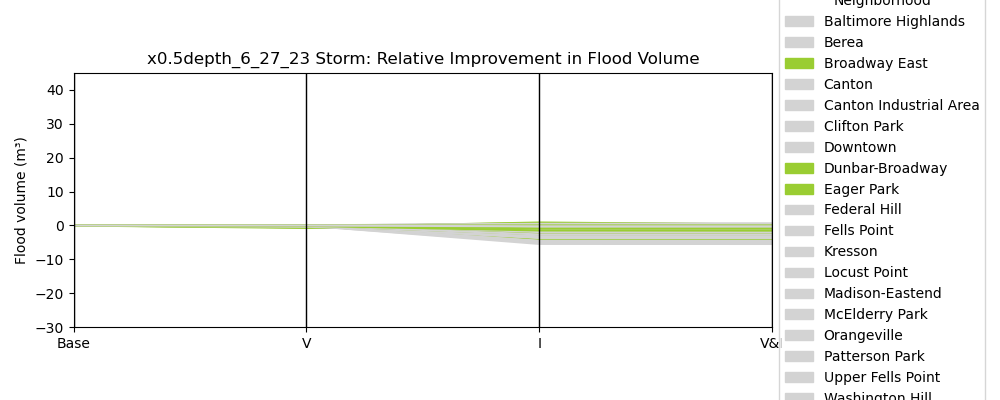 Neighborhood
x0.5depth_6_27_23 Storm: Relative Improvement in Flood Volume
Flood volume (m³)
40
30
20
10
0
−10
−20
−30
Base
V
I
V&
Baltimore Highlands
Berea
Broadway East
Canton
Canton Industrial Area
Clifton Park
Downtown
Dunbar-Broadway
Eager Park
Federal Hill
Fells Point
Kresson
Locust Point
Madison-Eastend
McElderry Park
Orangeville
Patterson Park
Upper Fells Point
Washington Hill